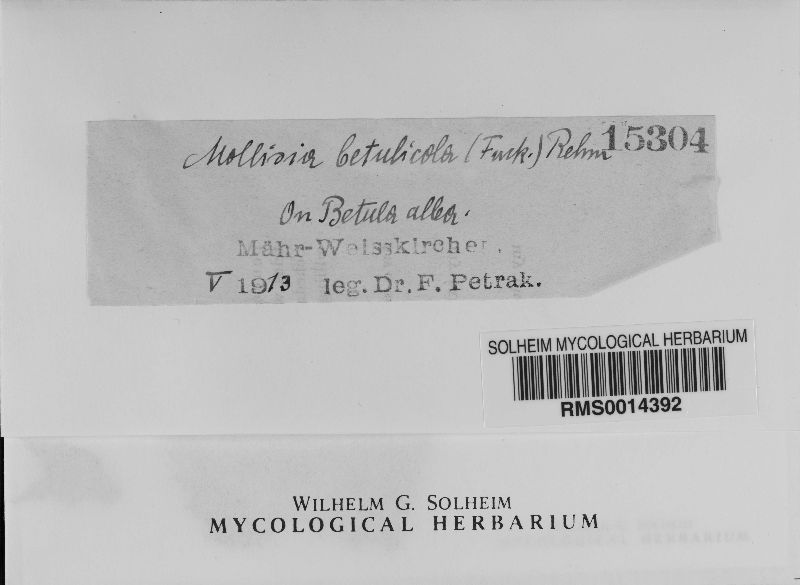 Mollisia betulicola (Fuck.) Rehm 15304
On Betula alba.
Mähr-Weisskirchen.
V 1913 leg. Dr. F. Petrak.
SOLHEIM MYCOLOGICAL HERBARIUM
RMS0014392
WILHELM G. SOLHEIM
MYCOLOGICAL HERBARIUM